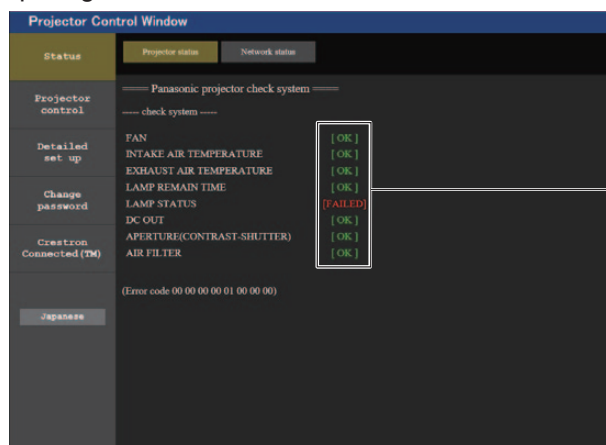 Projector Control Window
Status
Projector status
Network status
===== Panasonic projector check system =====
----- check system -----
FAN [ OK ]
INTAKE AIR TEMPERATURE [ OK ]
EXHAUST AIR TEMPERATURE [ OK ]
LAMP REMAIN TIME [ OK ]
LAMP STATUS [FAILED]
DC OUT [ OK ]
APERTURE(CONTRAST-SHUTTER) [ OK ]
AIR FILTER [ OK ]
(Error code 00 00 00 00 01 00 00 00)
Projector
control
Detailed
set up
Change
password
Crestron
Connected(TM)
Japanese